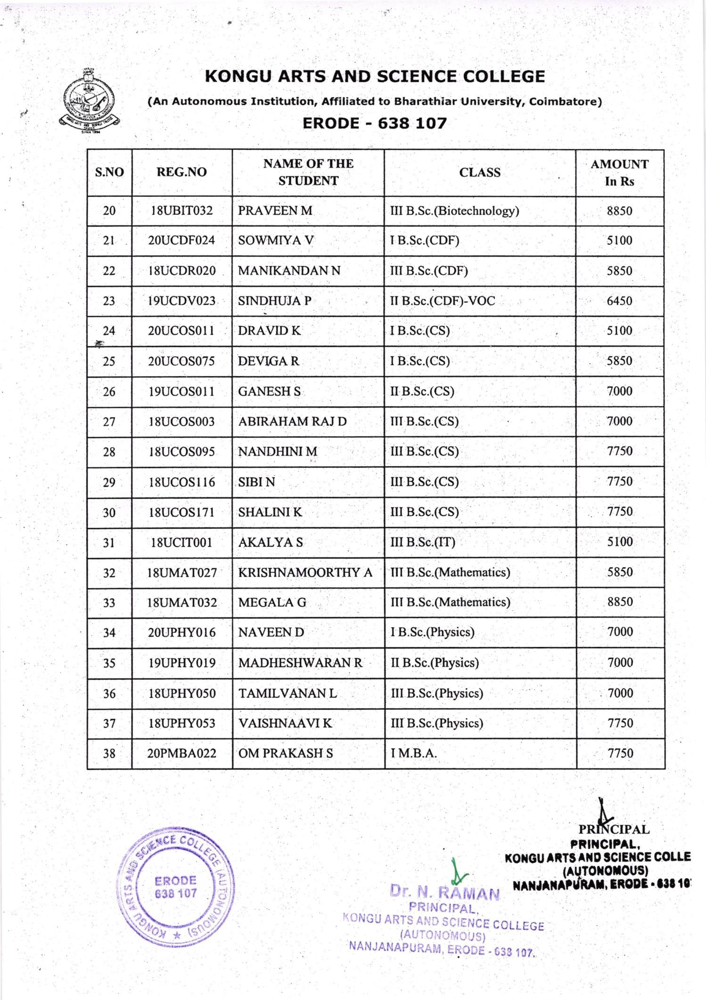 KONGU ARTS AND SCIENCE COLLEGE
(An Autonomous Institution, Affiliated to Bharathiar University, Coimbatore)
ERODE - 638 107
KONGU ARTS AND SCIENCE COLLEGE
Since 1994
S.NO REG.NO NAME OF THE STUDENT CLASS AMOUNT In Rs
20 18UBIT032 PRAVEEN M III B.Sc.(Biotechnology) 8850
21 20UCDF024 SOWMIYA V I B.Sc.(CDF) 5100
22 18UCDR020 MANIKANDAN N III B.Sc.(CDF) 5850
23 19UCDV023 SINDHUJA P II B.Sc.(CDF)-VOC 6450
24 20UCOS011 DRAVID K I B.Sc.(CS) 5100
25 20UCOS075 DEVIGA R I B.Sc.(CS) 5850
26 19UCOS011 GANESH S II B.Sc.(CS) 7000
27 18UCOS003 ABIRAHAM RAJ D III B.Sc.(CS) 7000
28 18UCOS095 NANDHINI M III B.Sc.(CS) 7750
29 18UCOS116 SIBI N III B.Sc.(CS) 7750
30 18UCOS171 SHALINI K III B.Sc.(CS) 7750
31 18UCIT001 AKALYA S III B.Sc.(IT) 5100
32 18UMAT027 KRISHNAMOORTHY A III B.Sc.(Mathematics) 5850
33 18UMAT032 MEGALA G III B.Sc.(Mathematics) 8850
34 20UPHY016 NAVEEN D I B.Sc.(Physics) 7000
35 19UPHY019 MADHESHWARAN R II B.Sc.(Physics) 7000
36 18UPHY050 TAMILVANAN L III B.Sc.(Physics) 7000
37 18UPHY053 VAISHNAAVI K III B.Sc.(Physics) 7750
38 20PMBA022 OM PRAKASH S I M.B.A. 7750
PRINCIPAL
PRINCIPAL,
KONGU ARTS AND SCIENCE COLLE
(AUTONOMOUS)
NANJANAPURAM, ERODE - 638 10
KONGU ARTS AND SCIENCE COLLEGE (AUTONOMOUS)
ERODE
638 107
Dr. N. RAMAN
PRINCIPAL,
KONGU ARTS AND SCIENCE COLLEGE
(AUTONOMOUS)
NANJANAPURAM, ERODE - 638 107.